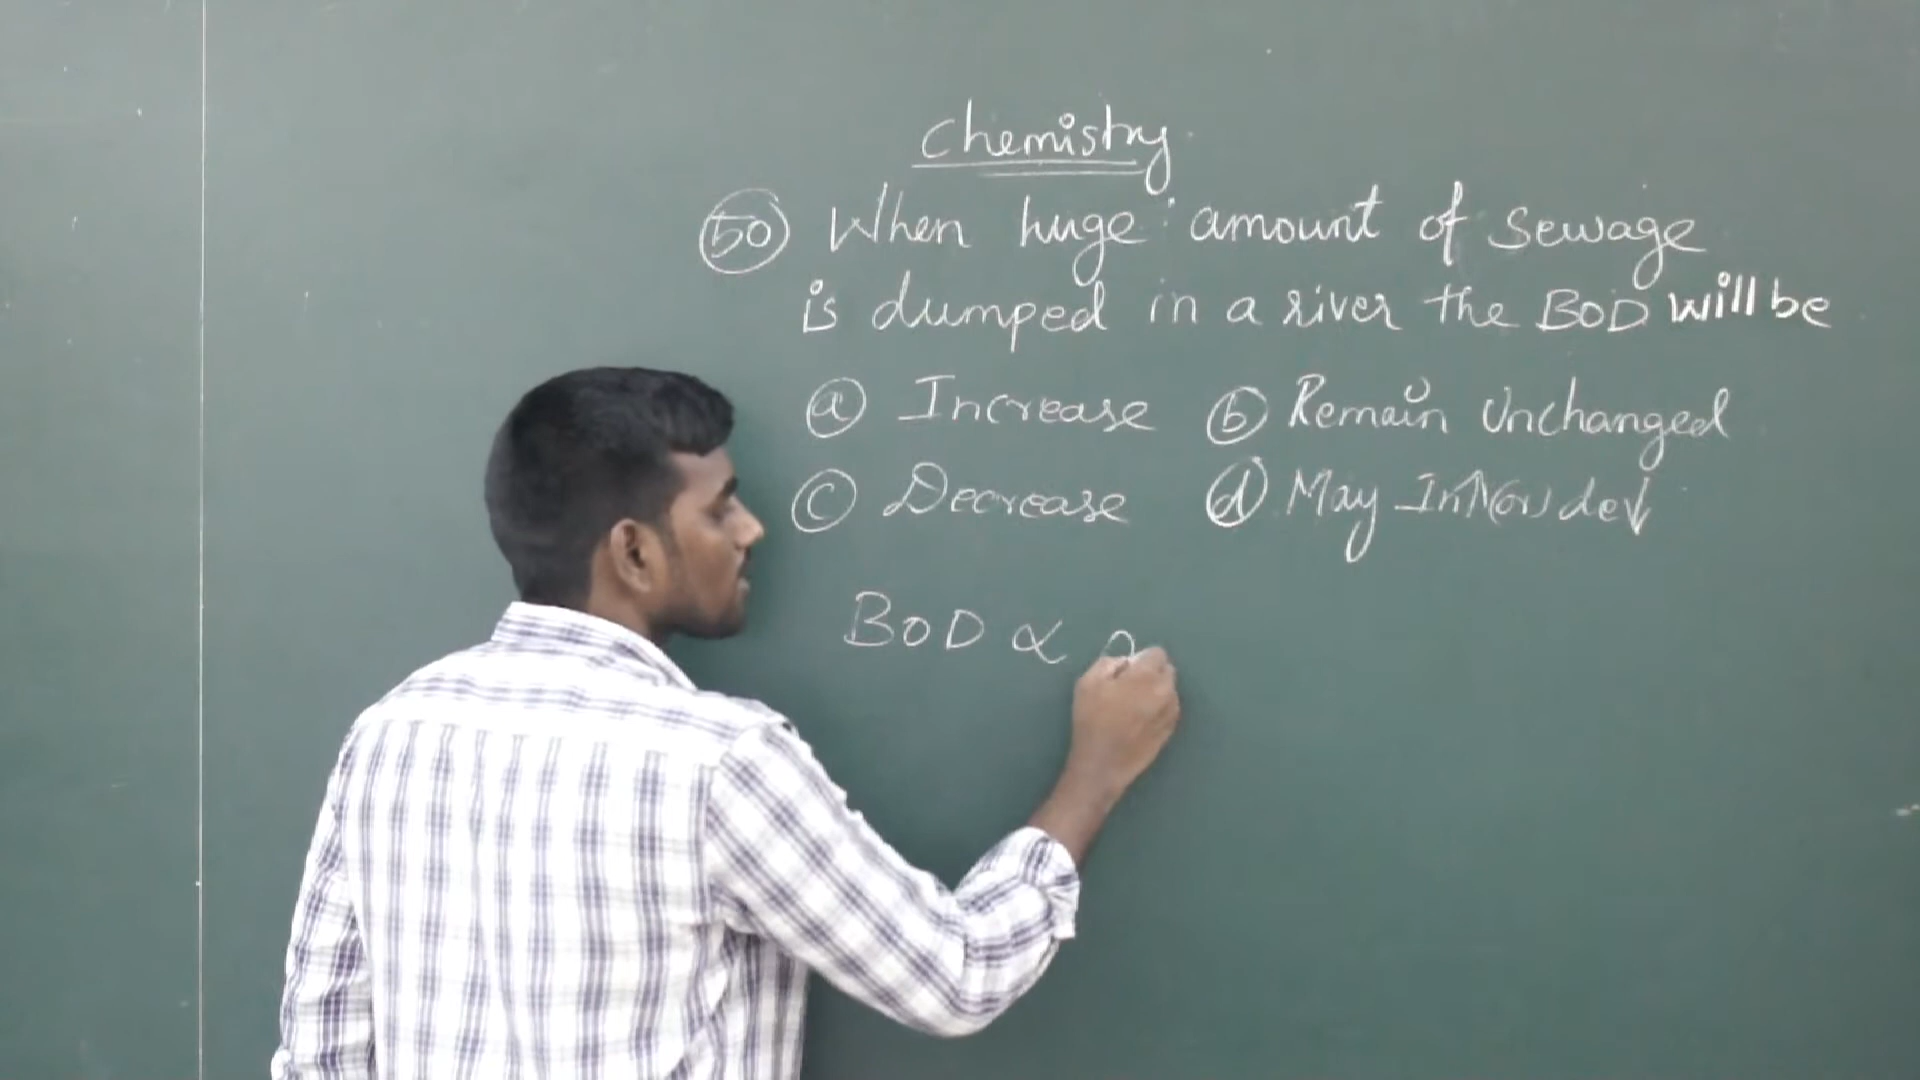 Chemistry
50 When huge amount of sewage
is dumped in a river the BOD will be
a Increase b Remain Unchanged
c Decrease d May In↑(or) de↓
BOD ∝